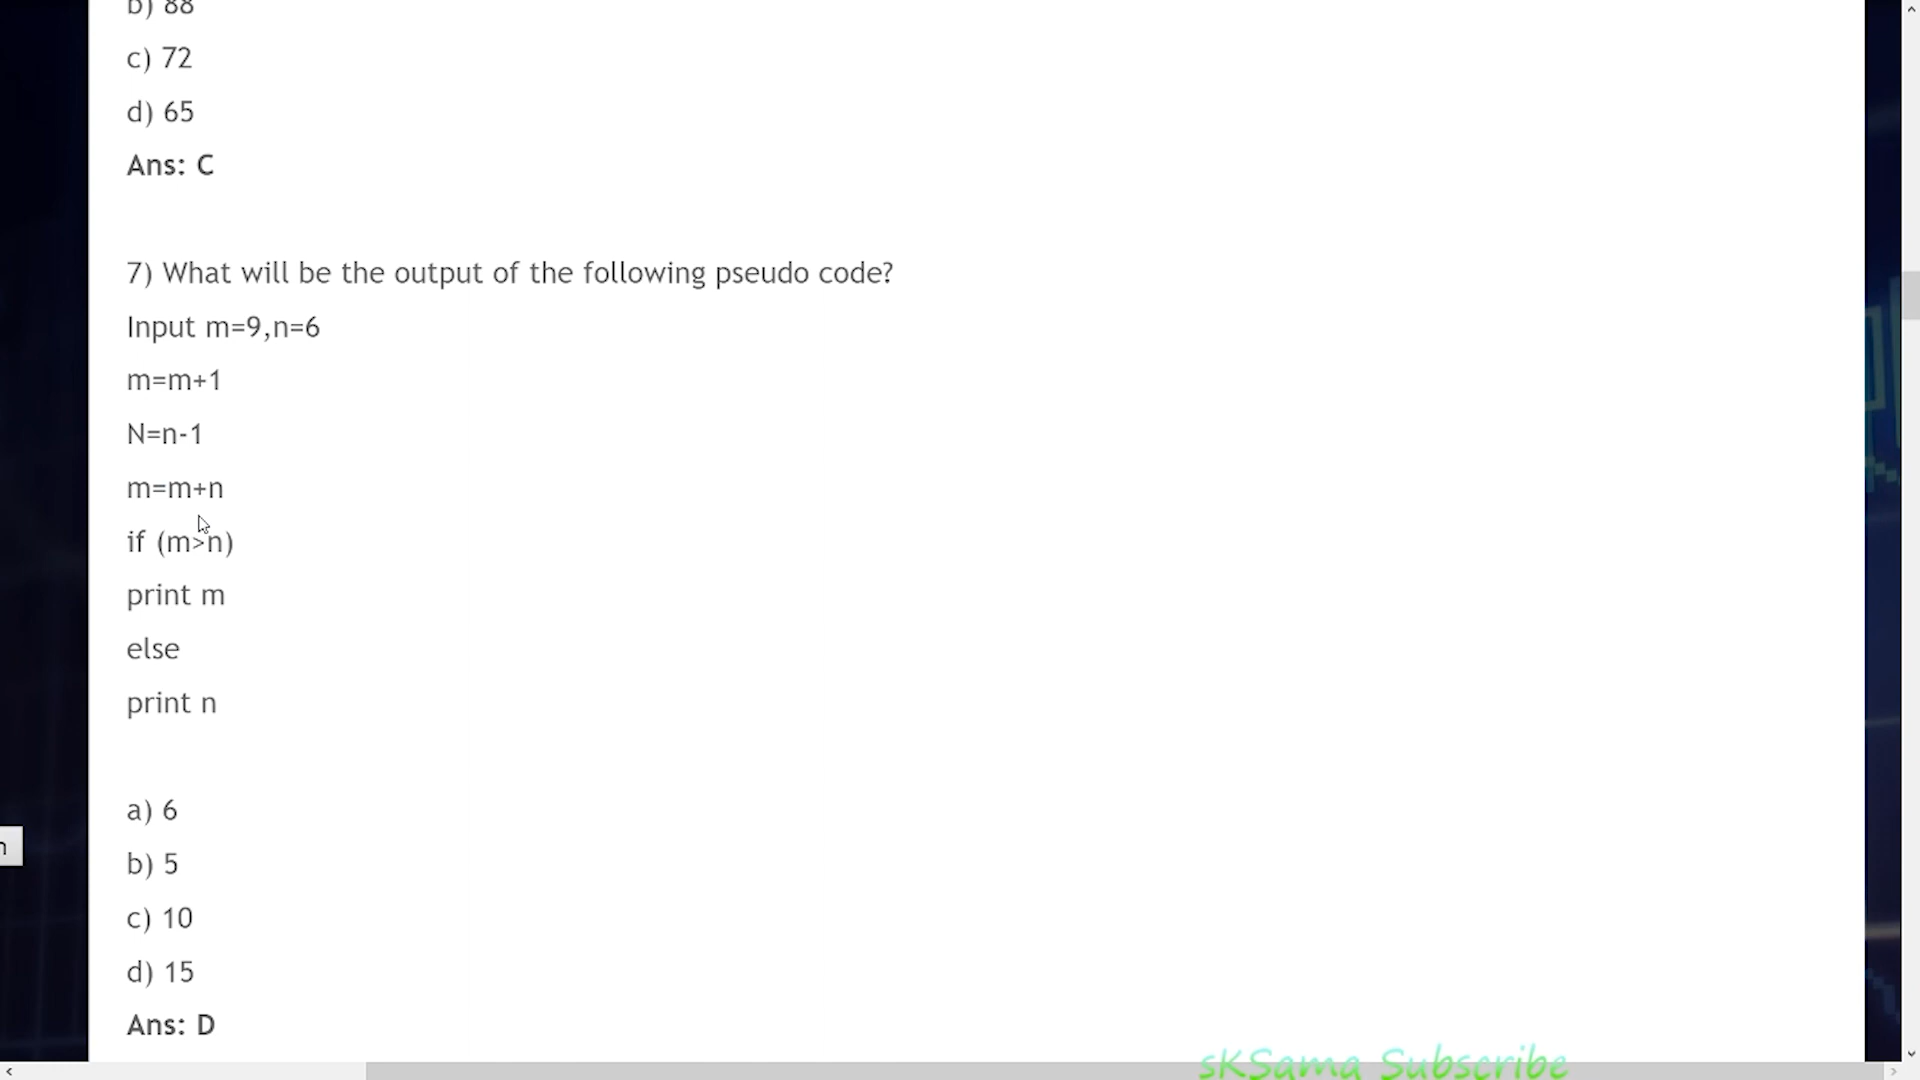 b) 88
c) 72
d) 65
Ans: C
7) What will be the output of the following pseudo code?
Input m=9,n=6
m=m+1
N=n-1
m=m+n
if (m>n)
print m
else
print n
a) 6
b) 5
c) 10
d) 15
Ans: D
n
sKSama Subscribe